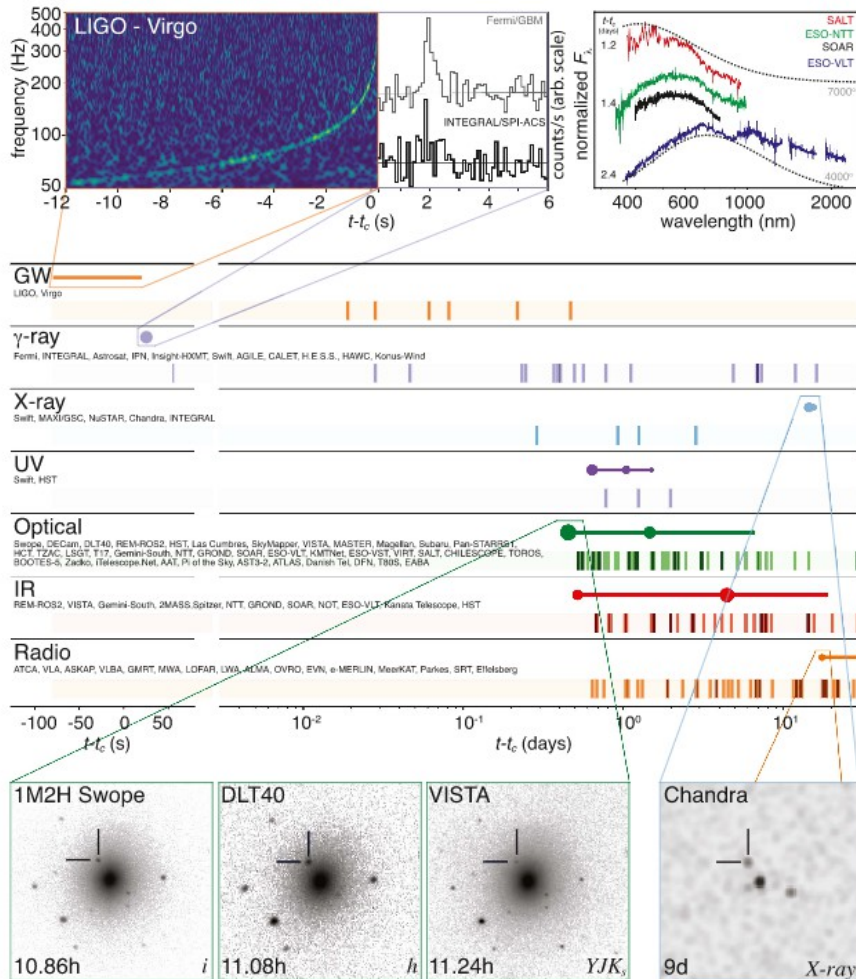 LIGO - Virgo
Fermi/GBM
INTEGRAL/SPI-ACS
frequency (Hz)
500
400
300
200
100
50
counts/s (arb. scale)
-12 -10 -8 -6 -4 -2 0 2 4 6
t-tc (s)
t-tc
(days)
1.2
1.4
2.4
SALT
ESO-NTT
SOAR
ESO-VLT
7000°
4000°
normalized Fλ
400 600 1000 2000
wavelength (nm)
GW
LIGO, Virgo
γ-ray
Fermi, INTEGRAL, Astrosat, IPN, Insight-HXMT, Swift, AGILE, CALET, H.E.S.S., HAWC, Konus-Wind
X-ray
Swift, MAXI/GSC, NuSTAR, Chandra, INTEGRAL
UV
Swift, HST
Optical
Swope, DECam, DLT40, REM-ROS2, HST, Las Cumbres, SkyMapper, VISTA, MASTER, Magellan, Subaru, Pan-STARRS1,
HCT, TZAC, LSGT, T17, Gemini-South, NTT, GROND, SOAR, ESO-VLT, KMTNet, ESO-VST, VIRT, SALT, CHILESCOPE, TOROS,
BOOTES-5, Zadko, iTelescope.Net, AAT, Pi of the Sky, AST3-2, ATLAS, Danish Tel, DFN, T80S, EABA
IR
REM-ROS2, VISTA, Gemini-South, 2MASS,Spitzer, NTT, GROND, SOAR, NOT, ESO-VLT, Kanata Telescope, HST
Radio
ATCA, VLA, ASKAP, VLBA, GMRT, MWA, LOFAR, LWA, ALMA, OVRO, EVN, e-MERLIN, MeerKAT, Parkes, SRT, Effelsberg
-100 -50 0 50 10-2 10-1 100 101
t-tc (s) t-tc (days)
1M2H Swope
10.86h i
DLT40
11.08h h
VISTA
11.24h YJKs
Chandra
9d X-ray